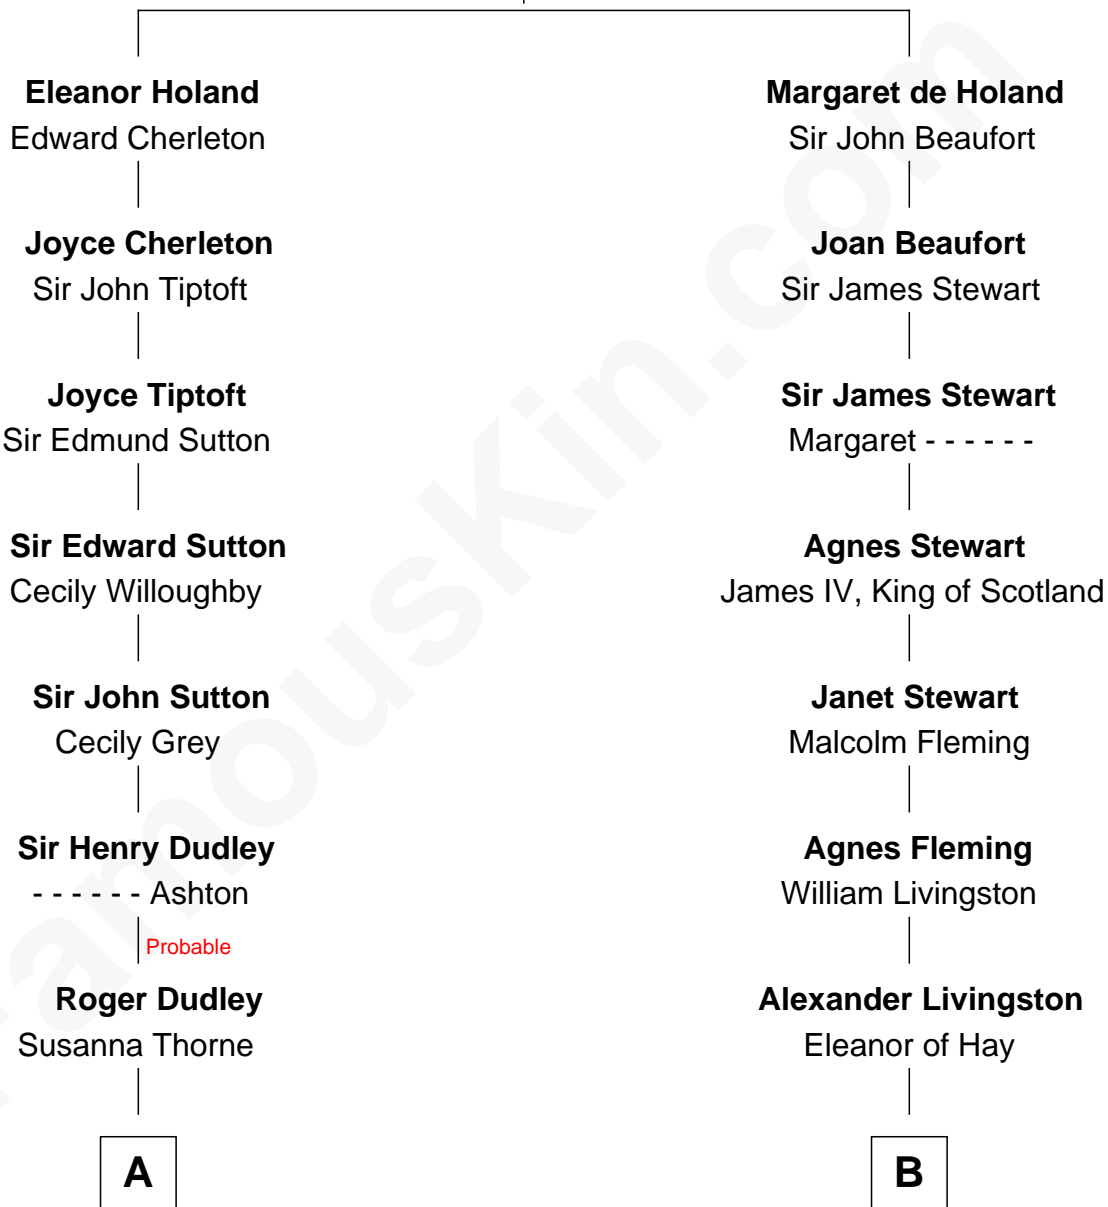 Eleanor Holand
Edward Cherleton
Joyce Cherleton
Sir John Tiptoft
Joyce Tiptoft
Sir Edmund Sutton
Sir Edward Sutton
Cecily Willoughby
Sir John Sutton
Cecily Grey
Sir Henry Dudley
- - - - - - Ashton
Probable
Roger Dudley
Susanna Thorne
A
Margaret de Holand
Sir John Beaufort
Joan Beaufort
Sir James Stewart
Sir James Stewart
Margaret - - - - - -
Agnes Stewart
James IV, King of Scotland
Janet Stewart
Malcolm Fleming
Agnes Fleming
William Livingston
Alexander Livingston
Eleanor of Hay
B
FamousKin.com